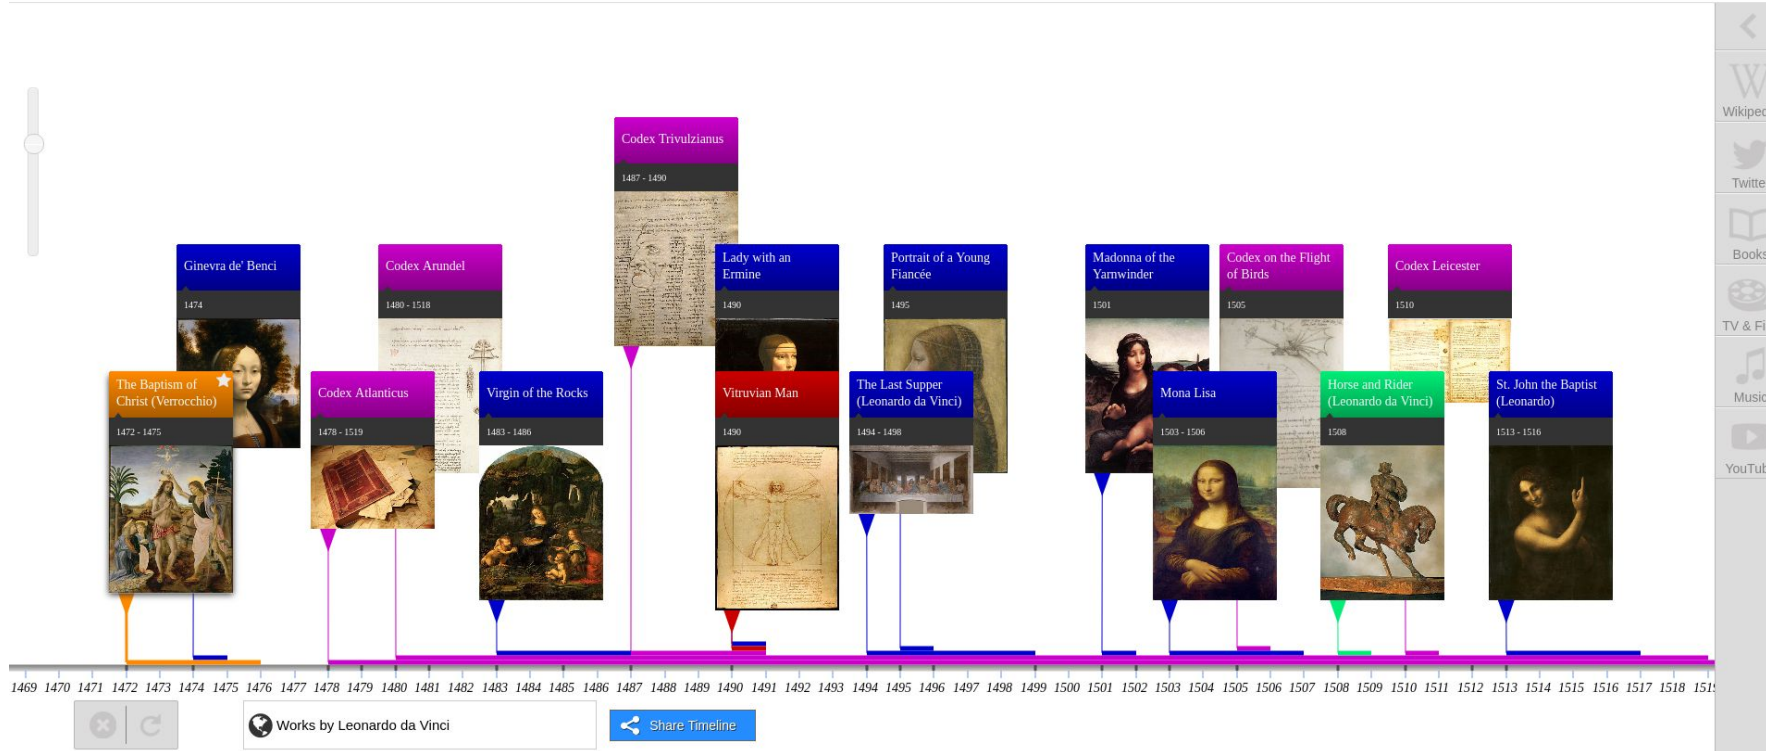 Codex Trivulzianus
1487 - 1490
Ginevra de' Benci
1474
Codex Arundel
1480 - 1518
Lady with an
Ermine
1490
Portrait of a Young
Fiancée
1495
Madonna of the
Yarnwinder
1501
Codex on the Flight
of Birds
1505
Codex Leicester
1510
The Baptism of
Christ (Verrocchio)
1472 - 1475
Codex Atlanticus
1478 - 1519
Virgin of the Rocks
1483 - 1486
Vitruvian Man
1490
The Last Supper
(Leonardo da Vinci)
1494 - 1498
Mona Lisa
1503 - 1506
Horse and Rider
(Leonardo da Vinci)
1508
St. John the Baptist
(Leonardo)
1513 - 1516
W
Wikiped
Twitte
Books
TV & Fi
Music
YouTub
1469 1470 1471 1472 1473 1474 1475 1476 1477 1478 1479 1480 1481 1482 1483 1484 1485 1486 1487 1488 1489 1490 1491 1492 1493 1494 1495 1496 1497 1498 1499 1500 1501 1502 1503 1504 1505 1506 1507 1508 1509 1510 1511 1512 1513 1514 1515 1516 1517 1518 151
Works by Leonardo da Vinci
Share Timeline